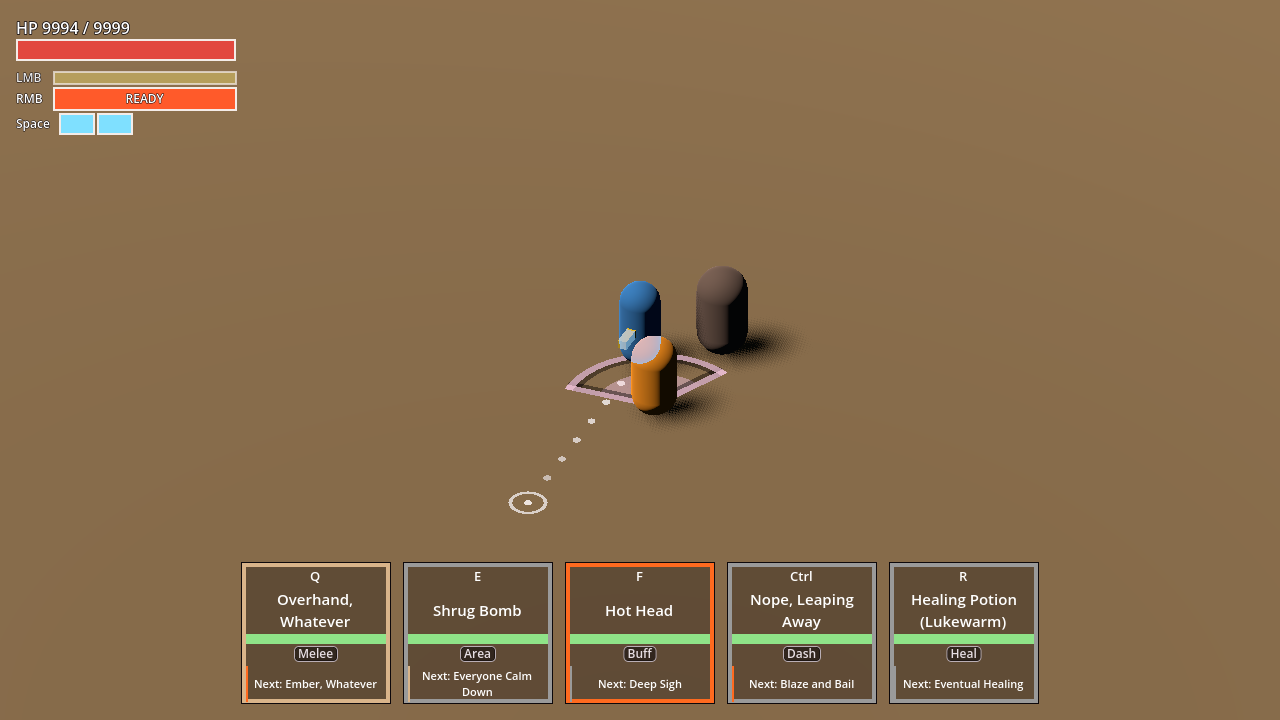 HP 9994 / 9999
LMB
RMB READY
Space
Q
Overhand,
Whatever
Melee
Next: Ember, Whatever
E
Shrug Bomb
Area
Next: Everyone Calm
Down
F
Hot Head
Buff
Next: Deep Sigh
Ctrl
Nope, Leaping
Away
Dash
Next: Blaze and Bail
R
Healing Potion
(Lukewarm)
Heal
Next: Eventual Healing